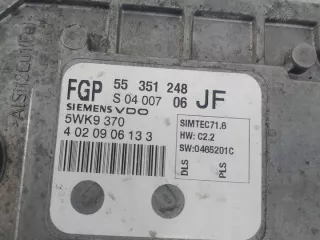 FGP 55 351 248
S 04 007 06 JF
SIEMENS VDO
5WK9 370
4 02 09 06 13 3
SIMTEC71.6
HW: C2.2
SW:0465201C
DLS PLS